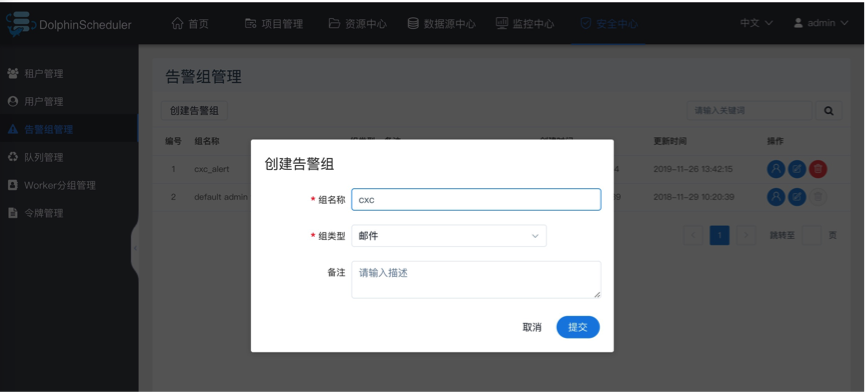 DolphinScheduler 首页 项目管理 资源中心 数据源中心 监控中心 安全中心 中文 admin
租户管理
用户管理
告警组管理
队列管理
Worker分组管理
令牌管理
告警组管理
创建告警组 请输入关键词
编号 组名称 更新时间 操作
1 cxc_alert 4 2019-11-26 13:42:15
2 default admin 39 2018-11-29 10:20:39
1 跳转至 页
创建告警组
* 组名称 cxc
* 组类型 邮件
备注 请输入描述
取消 提交